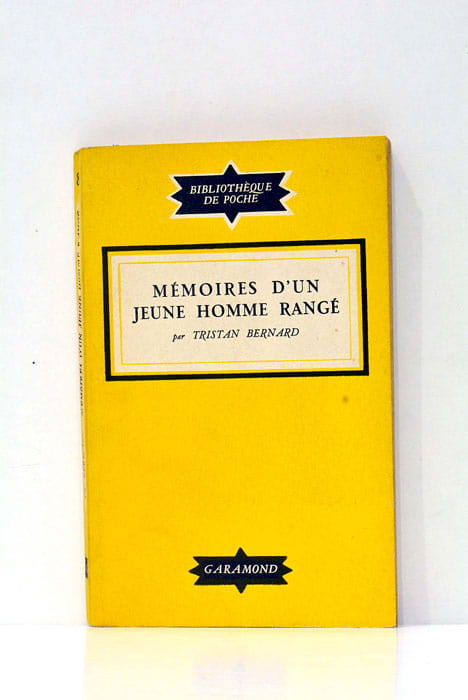 BIBLIOTHÈQUE
DE POCHE
MÉMOIRES D'UN
JEUNE HOMME RANGÉ
par TRISTAN BERNARD
GARAMOND